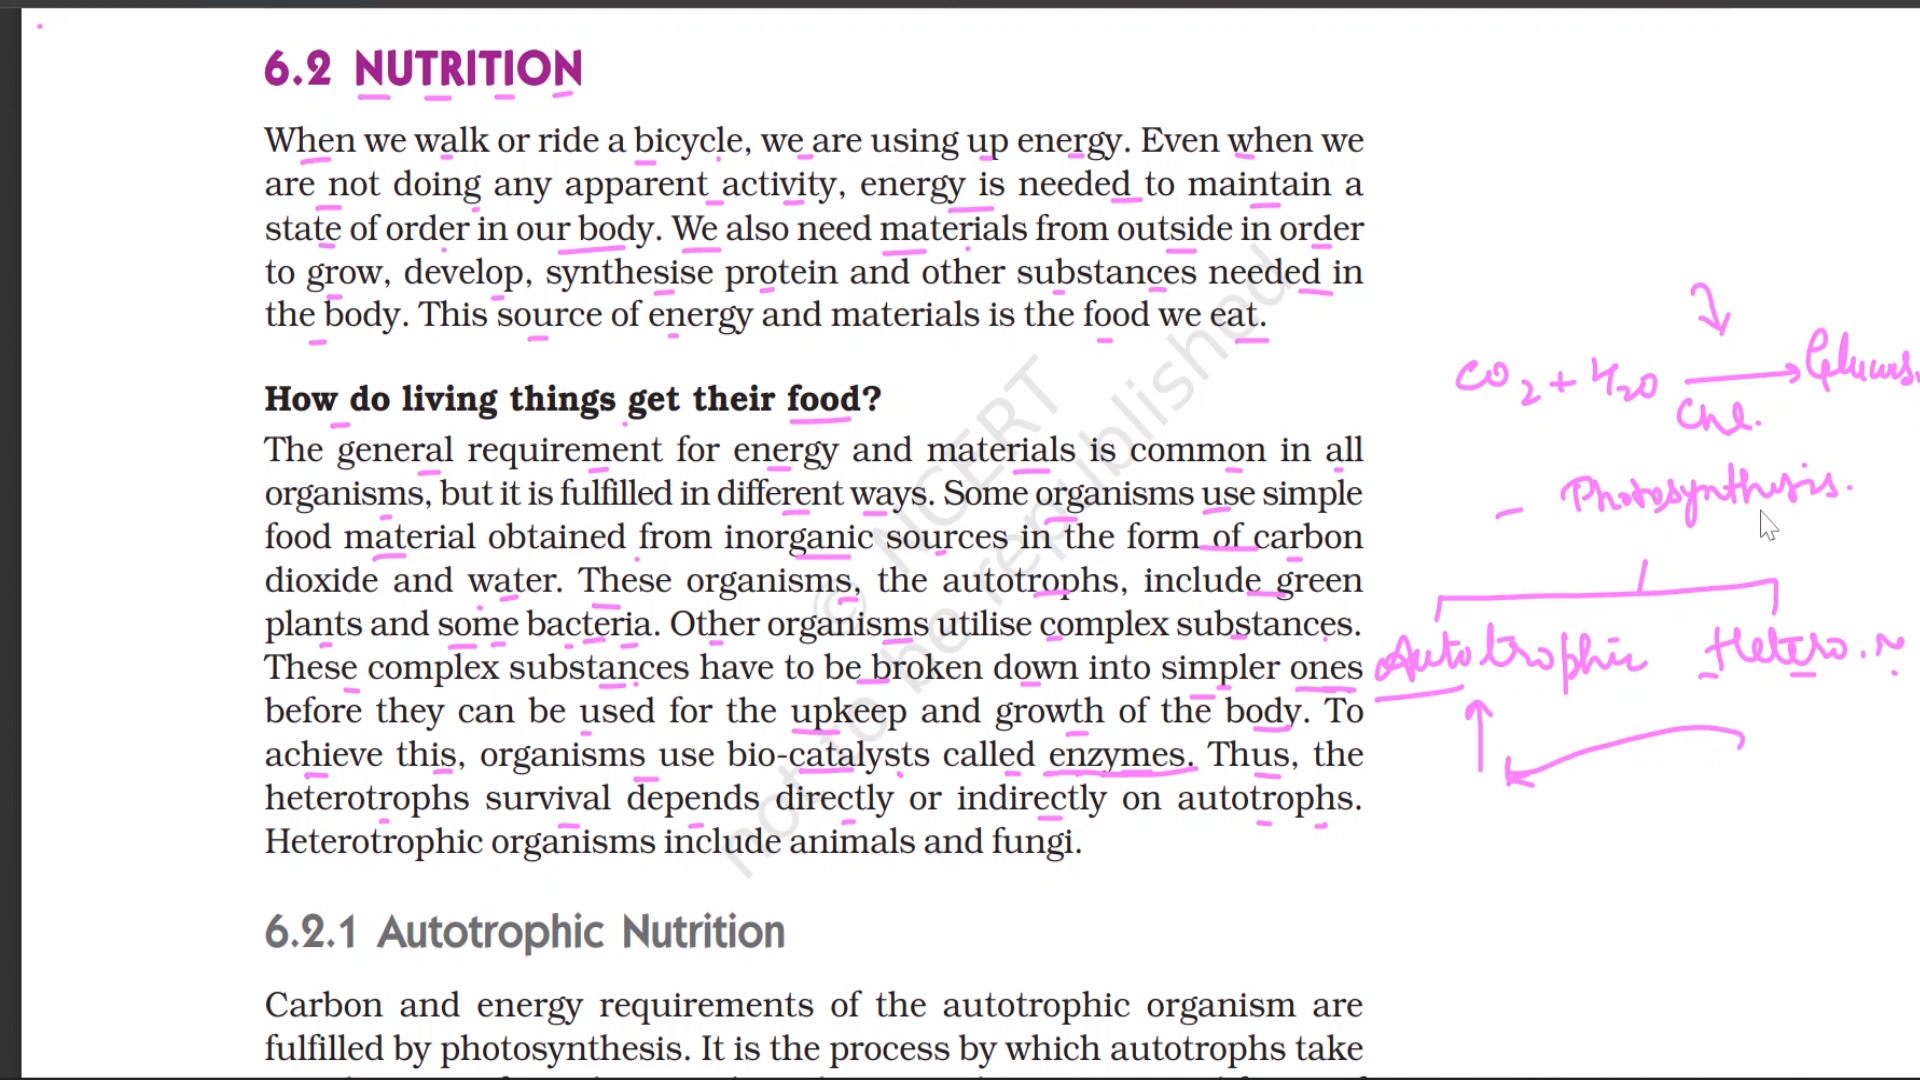 6.2 NUTRITION
When we walk or ride a bicycle, we are using up energy. Even when we
are not doing any apparent activity, energy is needed to maintain a
state of order in our body. We also need materials from outside in order
to grow, develop, synthesise protein and other substances needed in
the body. This source of energy and materials is the food we eat.
How do living things get their food?
The general requirement for energy and materials is common in all
organisms, but it is fulfilled in different ways. Some organisms use simple
food material obtained from inorganic sources in the form of carbon
dioxide and water. These organisms, the autotrophs, include green
plants and some bacteria. Other organisms utilise complex substances.
These complex substances have to be broken down into simpler ones
before they can be used for the upkeep and growth of the body. To
achieve this, organisms use bio-catalysts called enzymes. Thus, the
heterotrophs survival depends directly or indirectly on autotrophs.
Heterotrophic organisms include animals and fungi.
6.2.1 Autotrophic Nutrition
Carbon and energy requirements of the autotrophic organism are
fulfilled by photosynthesis. It is the process by which autotrophs take
© NCERT
not to be republished
CO2 + H2O →
Chl.
- Photosynthesis.
Autotrophic Hetero.